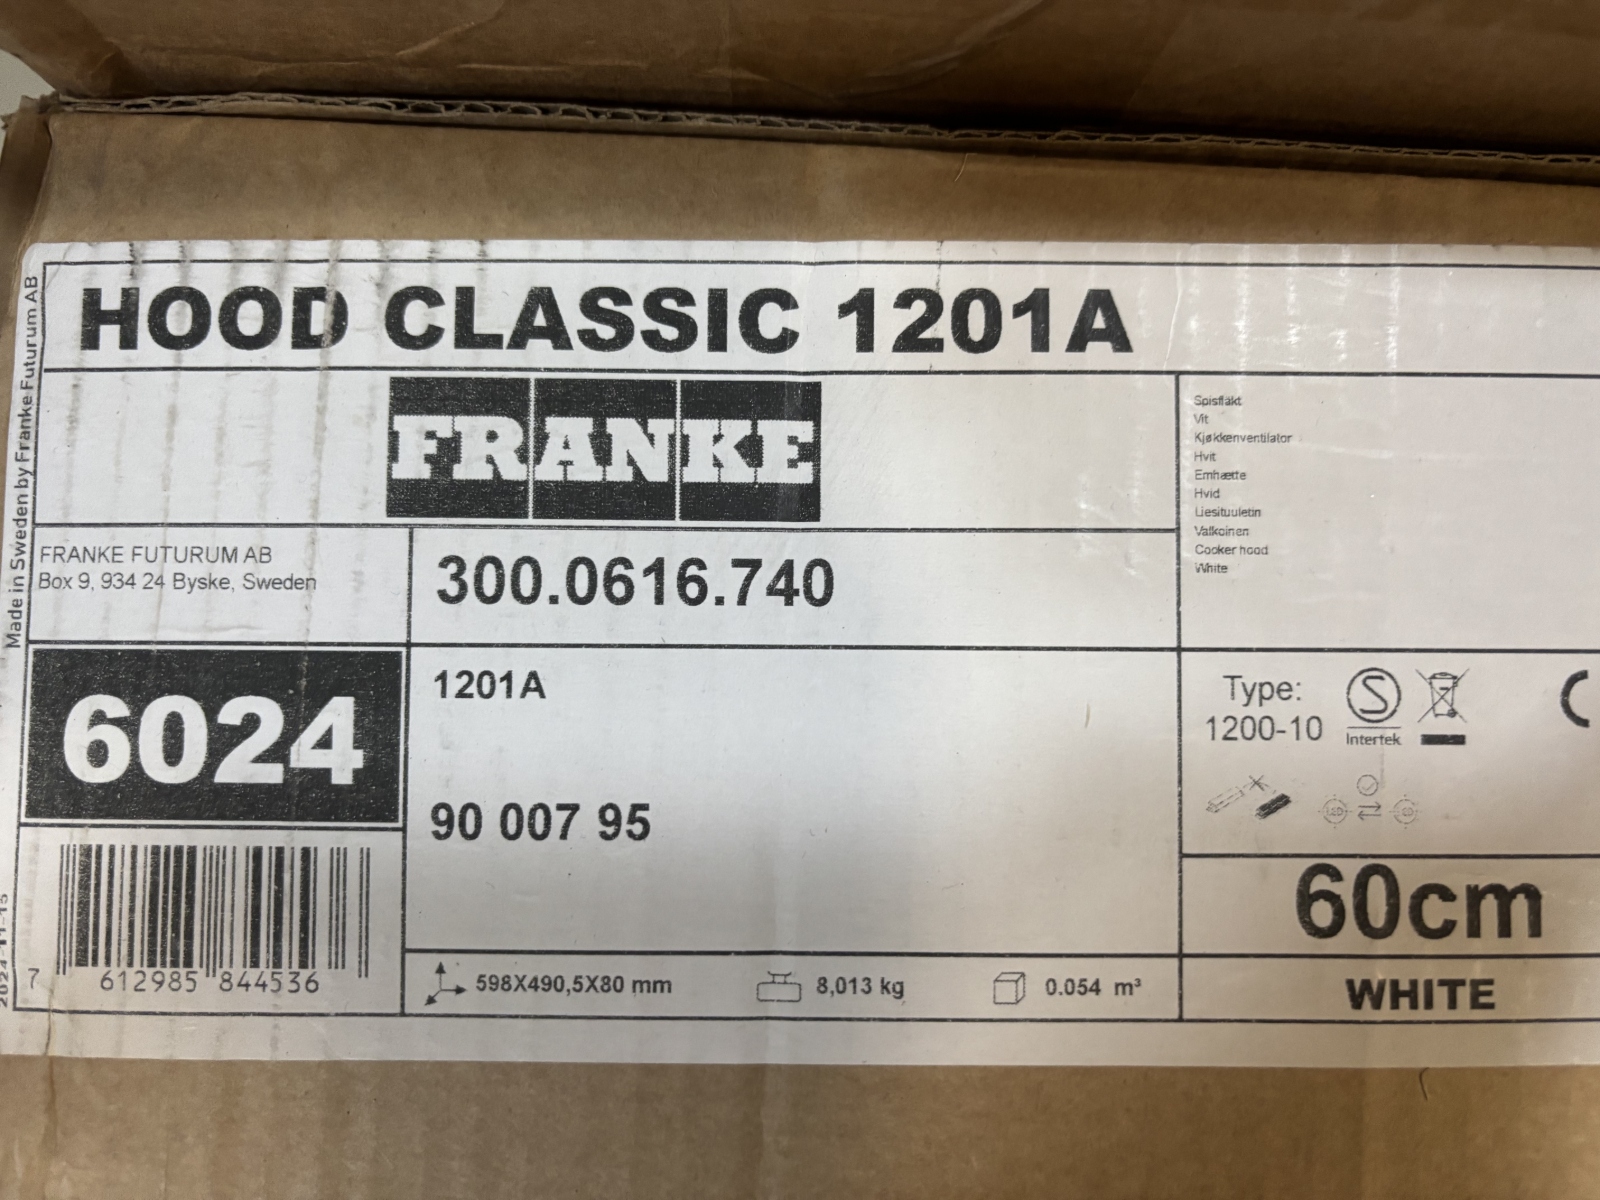 HOOD CLASSIC 1201A
FRANKE
Made in Sweden by Franke Futurum AB
Spisfläkt
Vit
Kjøkkenventilator
Hvit
Emhætte
Hvid
Liesituuletin
Valkoinen
Cooker hood
White
FRANKE FUTURUM AB
Box 9, 934 24 Byske, Sweden
300.0616.740
6024
1201A
90 007 95
Type:
1200-10
S
Intertek
60cm
WHITE
7 612985 844536
598X490,5X80 mm
8,013 kg
0.054 m³